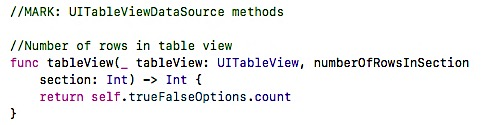 //MARK: UITableViewDataSource methods
//Number of rows in table view
func tableView(_ tableView: UITableView, numberOfRowsInSection
section: Int) -> Int {
return self.trueFalseOptions.count
}